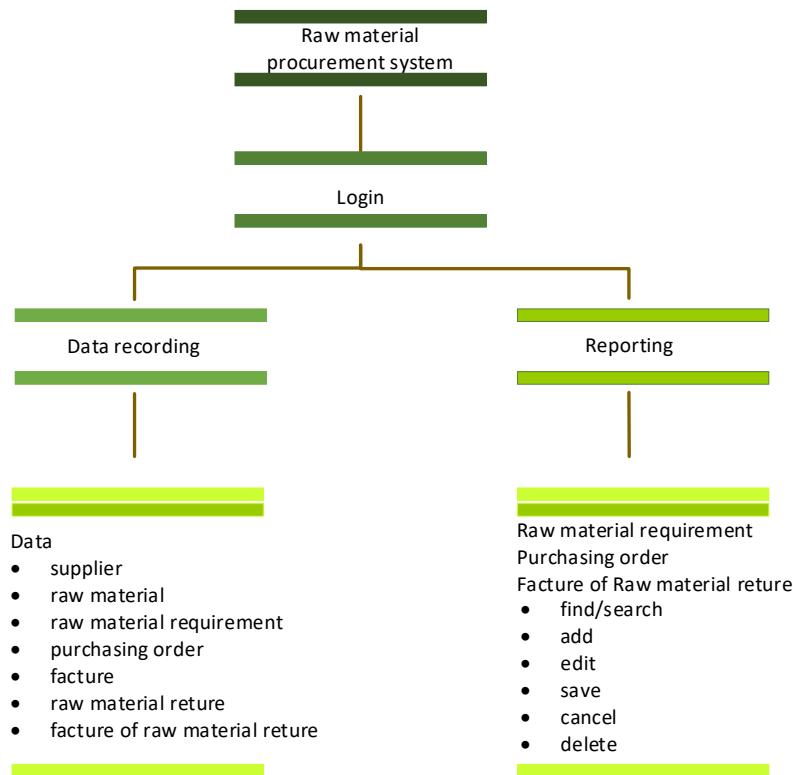 Raw material
procurement system
Login
Data recording
Reporting
Data
• supplier
• raw material
• raw material requirement
• purchasing order
• facture
• raw material reture
• facture of raw material reture
Raw material requirement
Purchasing order
Facture of Raw material reture
• find/search
• add
• edit
• save
• cancel
• delete